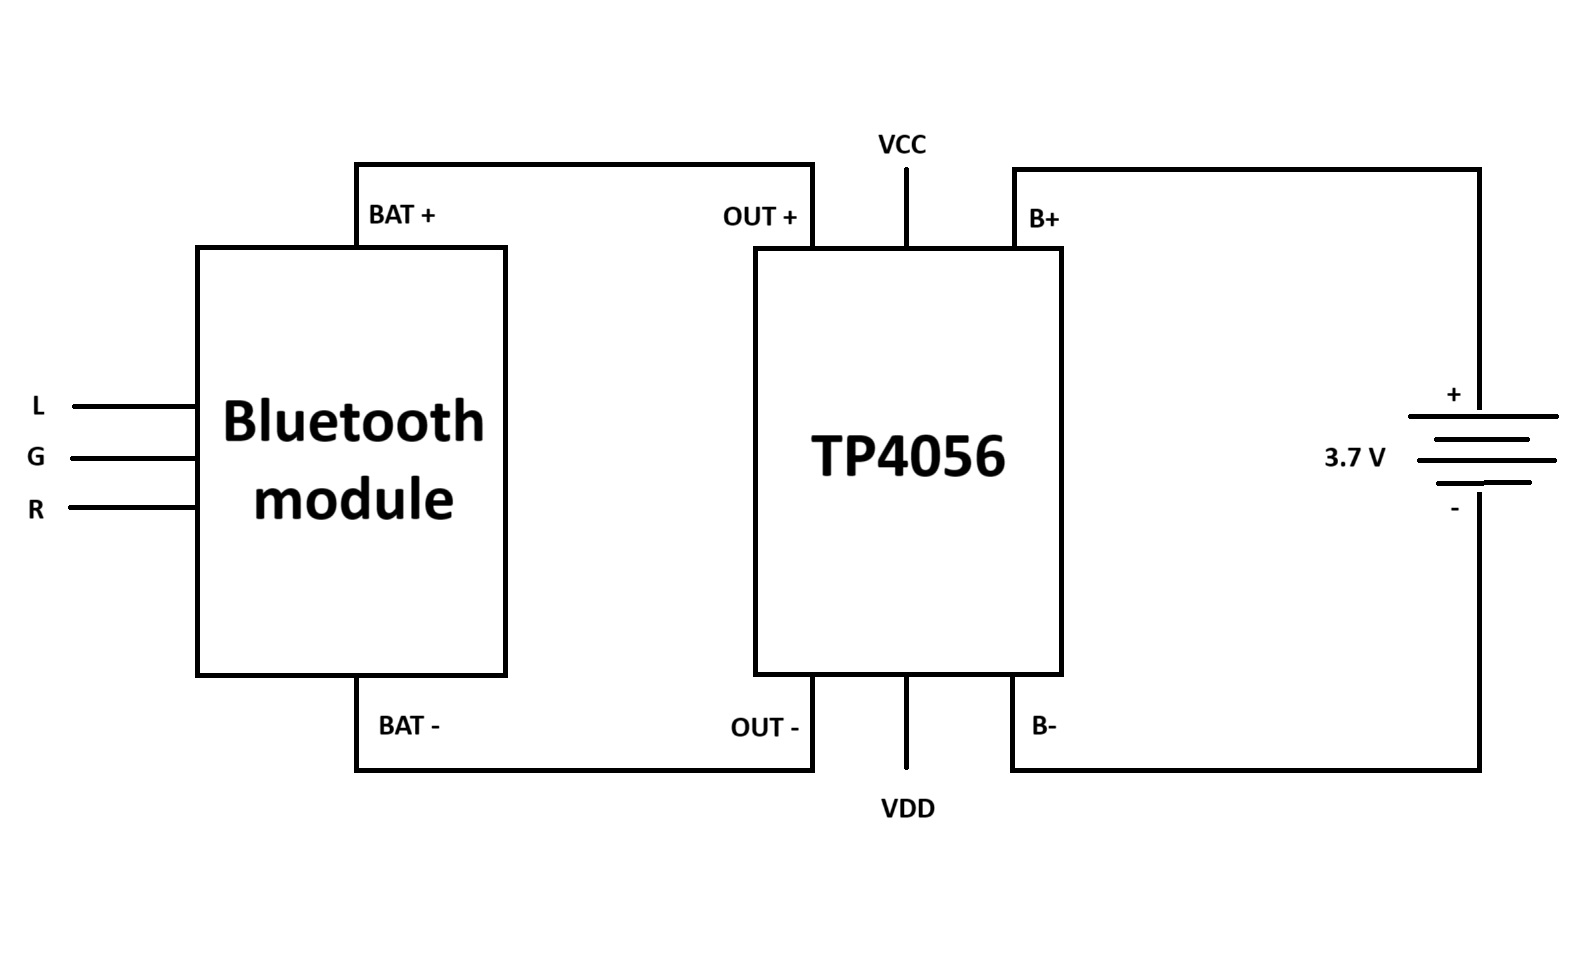 VCC
BAT +
OUT +
B+
L
G
R
Bluetooth
module
TP4056
+
3.7 V
-
BAT -
OUT -
B-
VDD